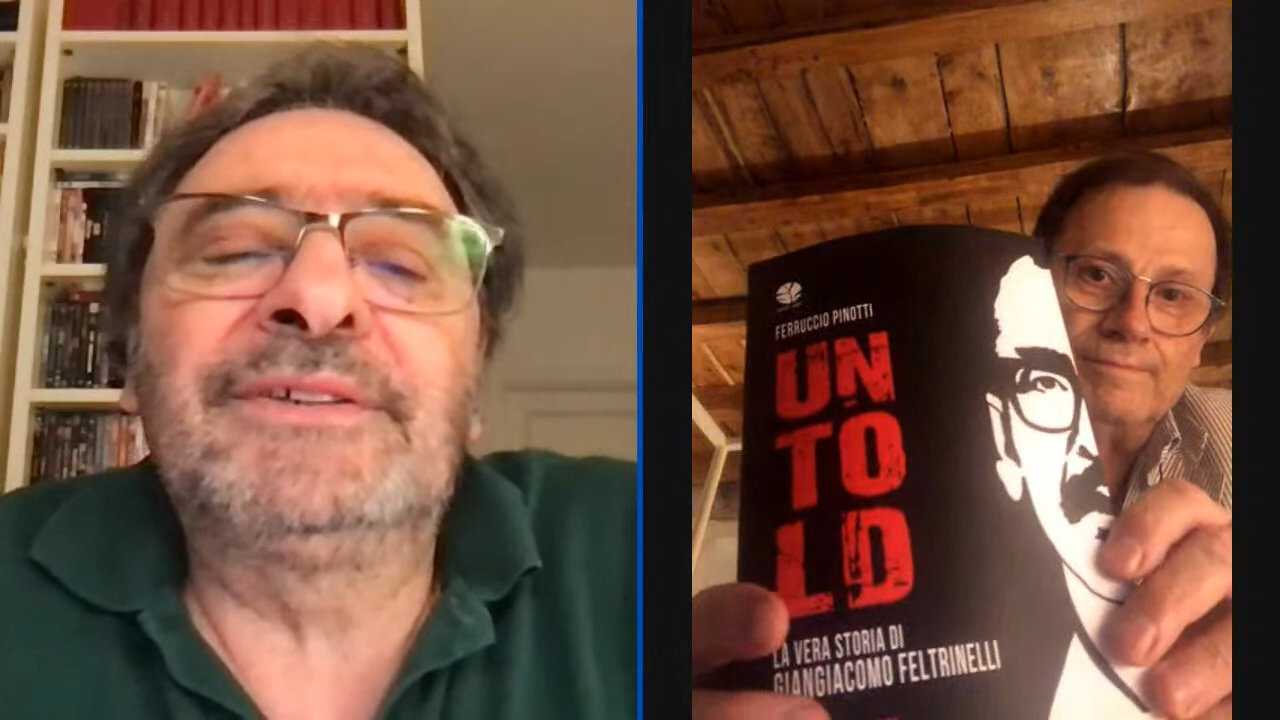 FERRUCCIO PINOTTI
UN
TO
LD
LA VERA STORIA DI
GIANGIACOMO FELTRINELLI